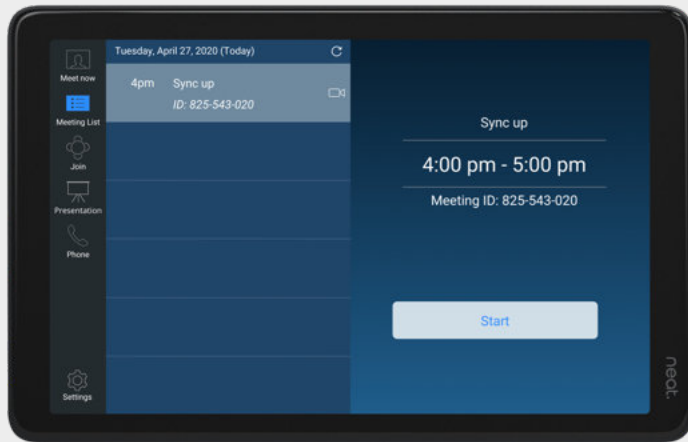 Meet now
Meeting List
Join
Presentation
Phone
Settings
Tuesday, April 27, 2020 (Today)
4pm Sync up
ID: 825-543-020
Sync up
4:00 pm - 5:00 pm
Meeting ID: 825-543-020
Start
neat.